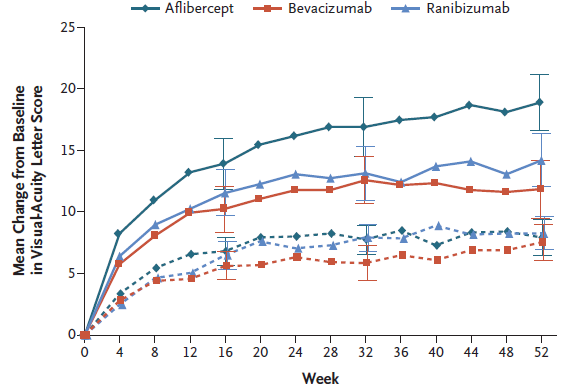 Aflibercept Bevacizumab Ranibizumab
25
20
15
10
5
0
Mean Change from Baseline
in Visual-Acuity Letter Score
0 4 8 12 16 20 24 28 32 36 40 44 48 52
Week